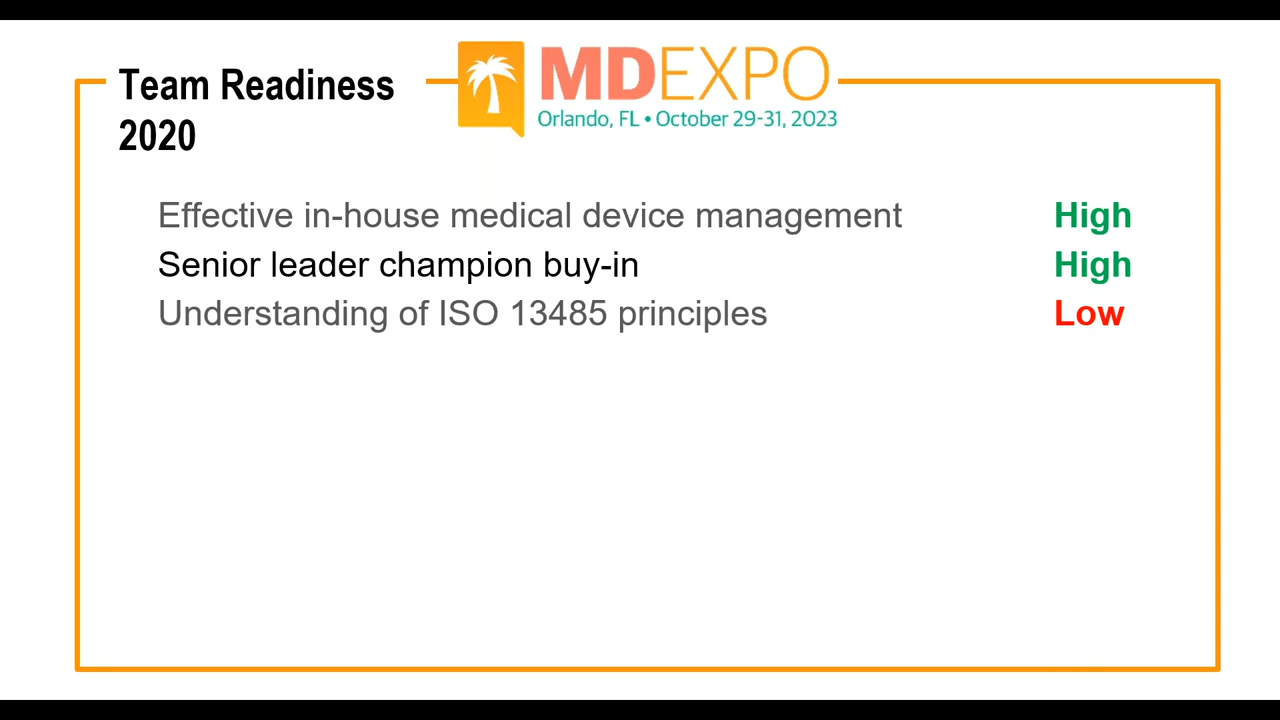 Team Readiness
2020
MDEXPO
Orlando, FL • October 29-31, 2023
Effective in-house medical device management High
Senior leader champion buy-in High
Understanding of ISO 13485 principles Low